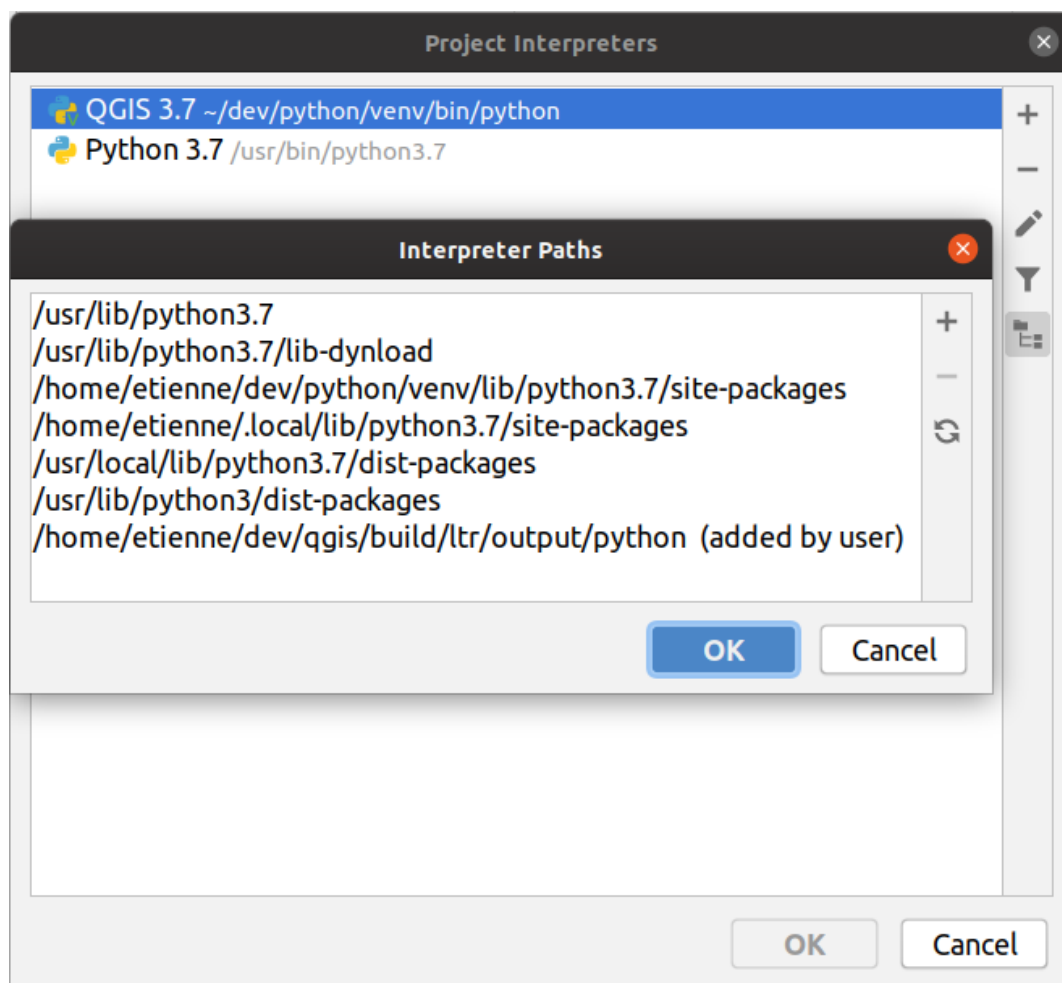 Project Interpreters
QGIS 3.7 ~/dev/python/venv/bin/python
Python 3.7 /usr/bin/python3.7
Interpreter Paths
/usr/lib/python3.7
/usr/lib/python3.7/lib-dynload
/home/etienne/dev/python/venv/lib/python3.7/site-packages
/home/etienne/.local/lib/python3.7/site-packages
/usr/local/lib/python3.7/dist-packages
/usr/lib/python3/dist-packages
/home/etienne/dev/qgis/build/ltr/output/python (added by user)
OK Cancel
OK Cancel